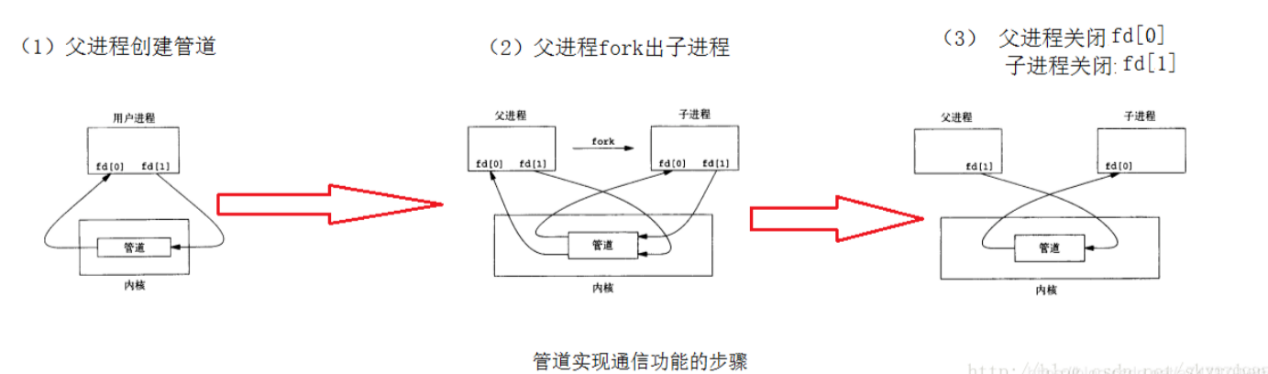 （1）父进程创建管道
（2）父进程fork出子进程
（3） 父进程关闭fd[0]
子进程关闭:fd[1]
用户进程
fd[0] fd[1]
管道
内核
父进程
fork
子进程
fd[0] fd[1]
fd[0] fd[1]
管道
内核
父进程
子进程
fd[1]
fd[0]
管道
内核
管道实现通信功能的步骤